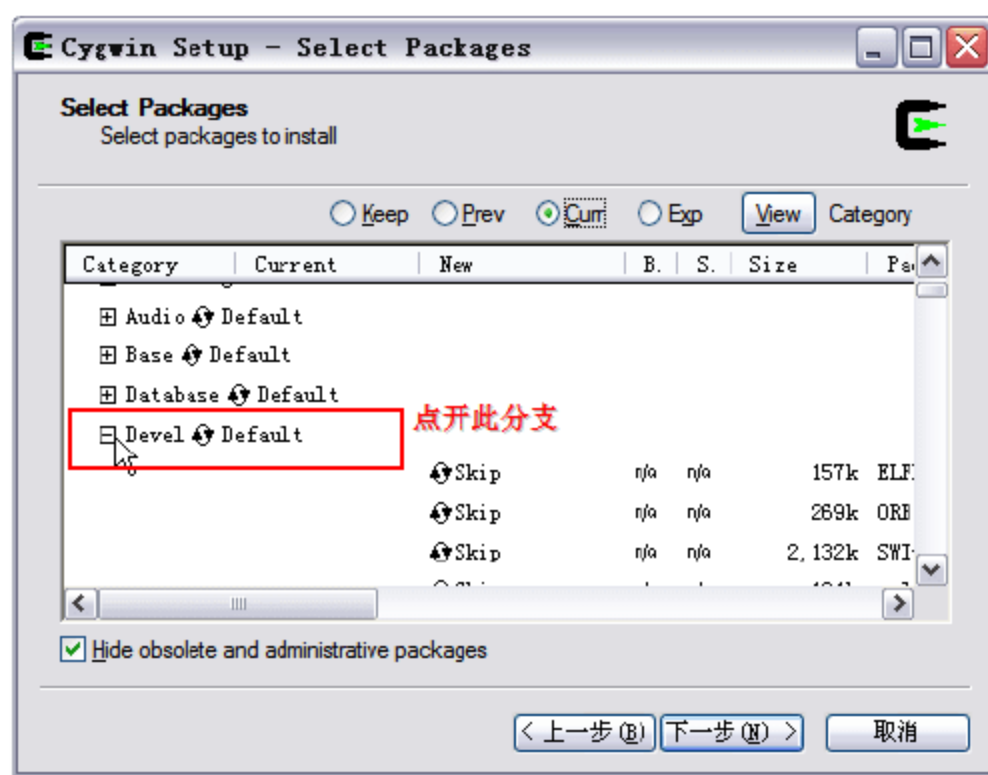 Cygwin Setup - Select Packages
Select Packages
Select packages to install
Keep Prev Curr Exp View Category
Category Current New B. S. Size
Audio Default
Base Default
Database Default
点开此分支
Devel Default
Skip n/a n/a 157k
Skip n/a n/a 269k ORB
Skip n/a n/a 2,132k SWI
Hide obsolete and administrative packages
< 上一步(B) 下一步(N) > 取消